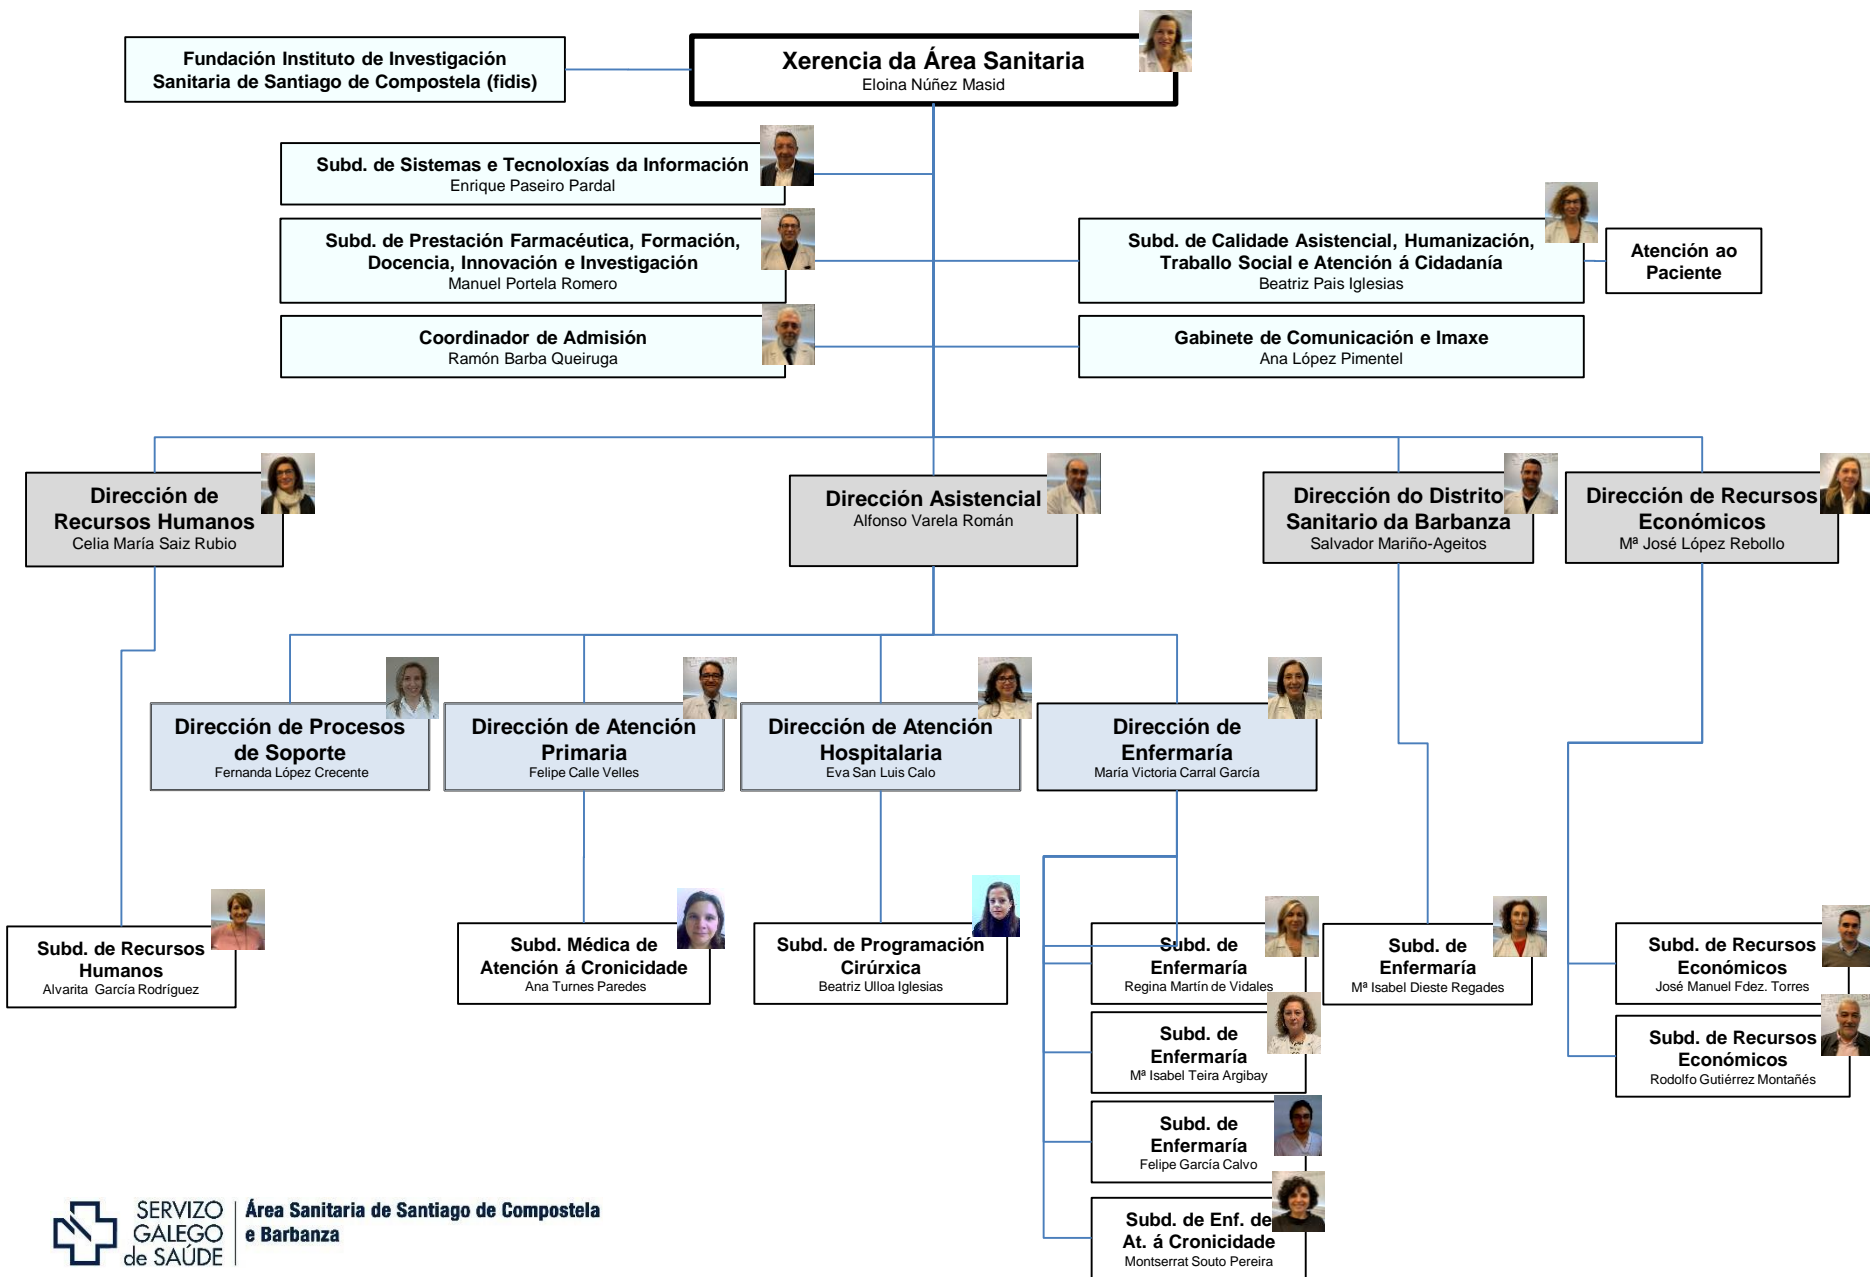 Fundación Instituto de Investigación
Sanitaria de Santiago de Compostela (fidis)
Xerencia da Área Sanitaria
Eloina Núñez Masid
Subd. de Sistemas e Tecnoloxías da Información
Enrique Paseiro Pardal
Subd. de Prestación Farmacéutica, Formación,
Docencia, Innovación e Investigación
Manuel Portela Romero
Subd. de Calidade Asistencial, Humanización,
Traballo Social e Atención á Cidadanía
Beatriz Pais Iglesias
Atención ao
Paciente
Coordinador de Admisión
Ramón Barba Queiruga
Gabinete de Comunicación e Imaxe
Ana López Pimentel
Dirección de
Recursos Humanos
Celia María Saiz Rubio
Dirección Asistencial
Alfonso Varela Román
Dirección do Distrito
Sanitario da Barbanza
Salvador Mariño-Ageitos
Dirección de Recursos
Económicos
Mª José López Rebollo
Dirección de Procesos
de Soporte
Fernanda López Crecente
Dirección de Atención
Primaria
Felipe Calle Velles
Dirección de Atención
Hospitalaria
Eva San Luis Calo
Dirección de
Enfermaría
María Victoria Carral García
Subd. de Recursos
Humanos
Alvarita García Rodríguez
Subd. Médica de
Atención á Cronicidade
Ana Turnes Paredes
Subd. de Programación
Cirúrxica
Beatriz Ulloa Iglesias
Subd. de
Enfermaría
Regina Martín de Vidales
Subd. de
Enfermaría
Mª Isabel Dieste Regades
Subd. de Recursos
Económicos
José Manuel Fdez. Torres
Subd. de
Enfermaría
Mª Isabel Teira Argibay
Subd. de Recursos
Económicos
Rodolfo Gutiérrez Montañés
Subd. de
Enfermaría
Felipe García Calvo
Subd. de Enf. de
At. á Cronicidade
Montserrat Souto Pereira
SERVIZO
GALEGO
de SAÚDE
Área Sanitaria de Santiago de Compostela
e Barbanza